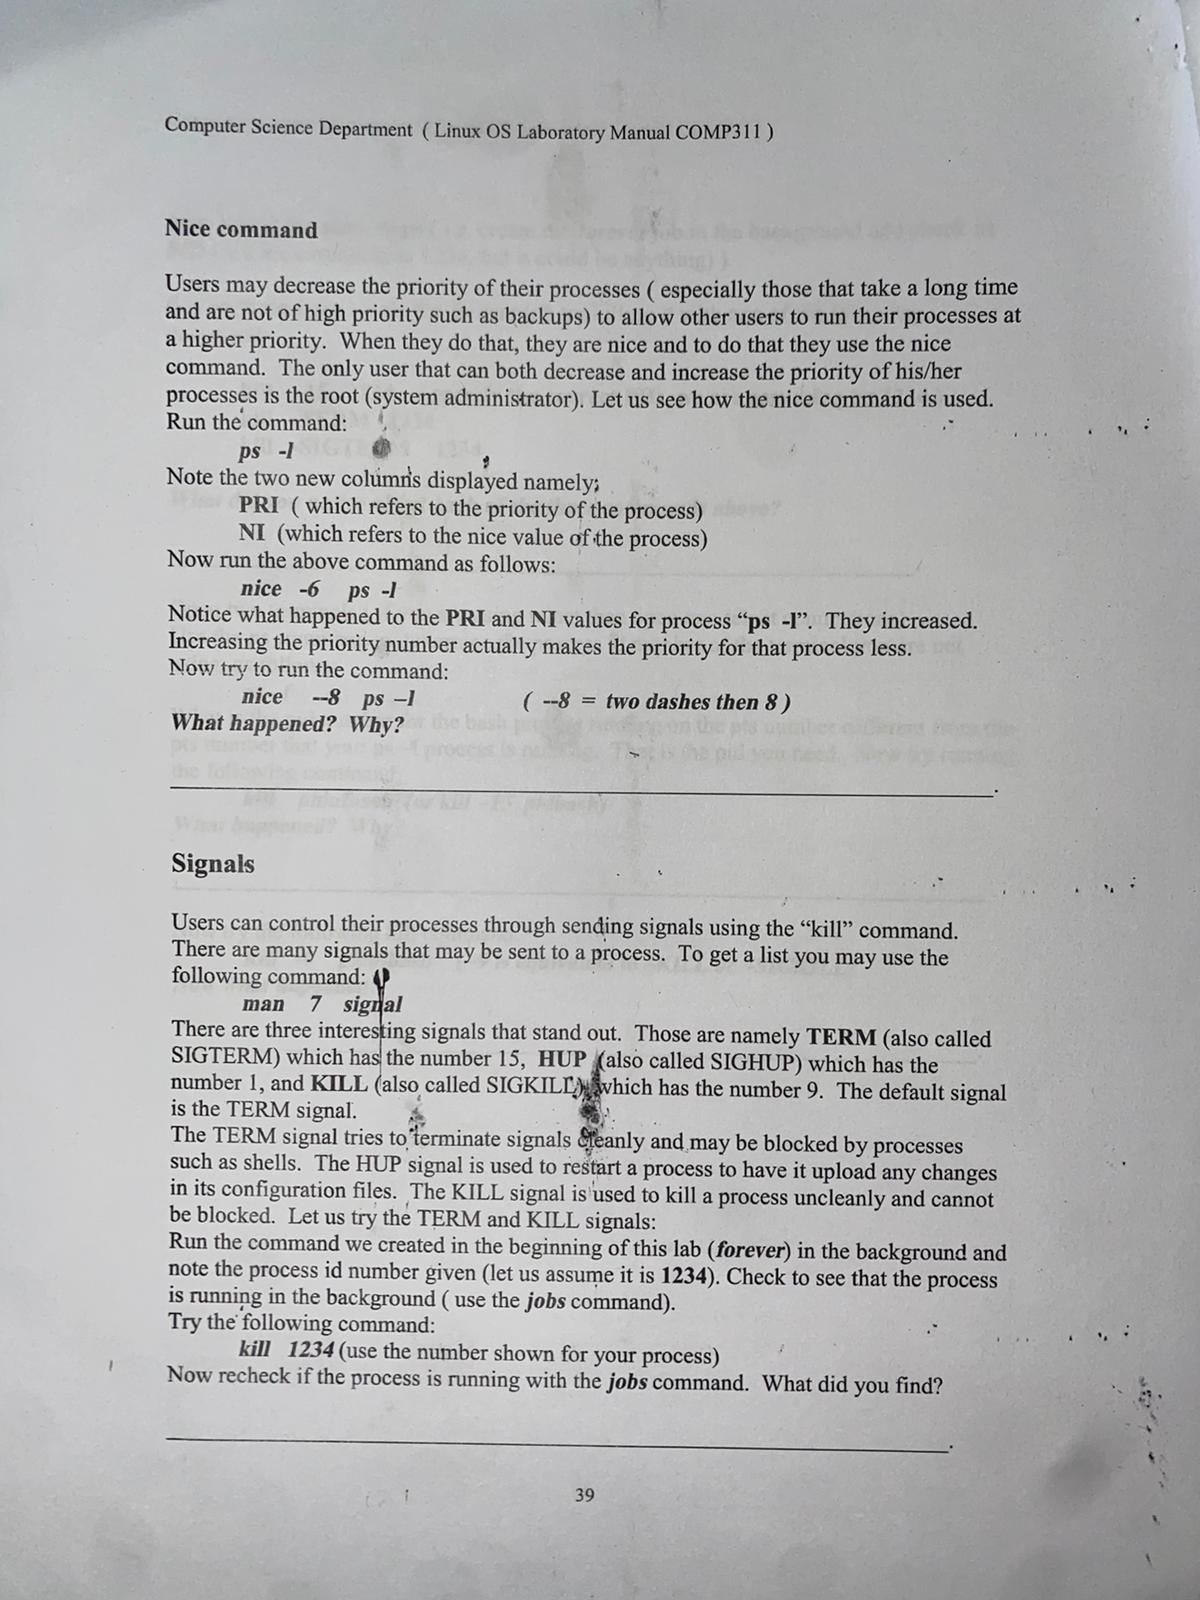 Computer Science Department ( Linux OS Laboratory Manual COMP311 )
Nice command
Users may decrease the priority of their processes ( especially those that take a long time
and are not of high priority such as backups) to allow other users to run their processes at
a higher priority. When they do that, they are nice and to do that they use the nice
command. The only user that can both decrease and increase the priority of his/her
processes is the root (system administrator). Let us see how the nice command is used.
Run the command:
ps -l
Note the two new columns displayed namely;
PRI ( which refers to the priority of the process)
NI (which refers to the nice value of the process)
Now run the above command as follows:
nice -6 ps -l
Notice what happened to the PRI and NI values for process “ps -l”. They increased.
Increasing the priority number actually makes the priority for that process less.
Now try to run the command:
nice --8 ps –l ( --8 = two dashes then 8 )
What happened? Why?
Signals
Users can control their processes through sending signals using the “kill” command.
There are many signals that may be sent to a process. To get a list you may use the
following command:
man 7 signal
There are three interesting signals that stand out. Those are namely TERM (also called
SIGTERM) which has the number 15, HUP (also called SIGHUP) which has the
number 1, and KILL (also called SIGKILL) which has the number 9. The default signal
is the TERM signal.
The TERM signal tries to terminate signals cleanly and may be blocked by processes
such as shells. The HUP signal is used to restart a process to have it upload any changes
in its configuration files. The KILL signal is used to kill a process uncleanly and cannot
be blocked. Let us try the TERM and KILL signals:
Run the command we created in the beginning of this lab (forever) in the background and
note the process id number given (let us assume it is 1234). Check to see that the process
is running in the background ( use the jobs command).
Try the following command:
kill 1234 (use the number shown for your process)
Now recheck if the process is running with the jobs command. What did you find?
39